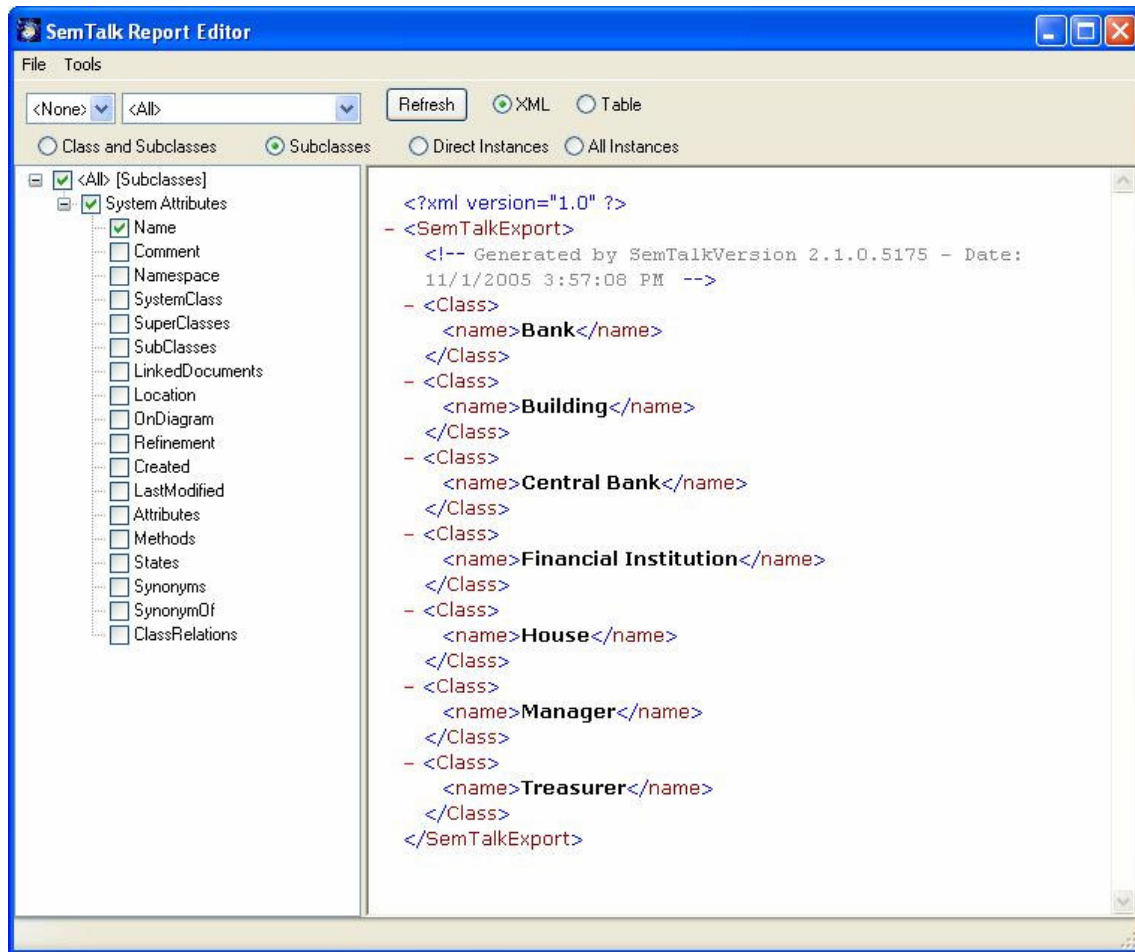 SemTalk Report Editor
File Tools
<None> <All> Refresh XML Table
Class and Subclasses Subclasses Direct Instances All Instances
<All> [Subclasses]
System Attributes
Name
Comment
Namespace
SystemClass
SuperClasses
SubClasses
LinkedDocuments
Location
OnDiagram
Refinement
Created
LastModified
Attributes
Methods
States
Synonyms
SynonymOf
ClassRelations
<?xml version="1.0" ?>
- <SemTalkExport>
<!-- Generated by SemTalkVersion 2.1.0.5175 - Date:
11/1/2005 3:57:08 PM -->
- <Class>
<name>Bank</name>
</Class>
- <Class>
<name>Building</name>
</Class>
- <Class>
<name>Central Bank</name>
</Class>
- <Class>
<name>Financial Institution</name>
</Class>
- <Class>
<name>House</name>
</Class>
- <Class>
<name>Manager</name>
</Class>
- <Class>
<name>Treasurer</name>
</Class>
</SemTalkExport>